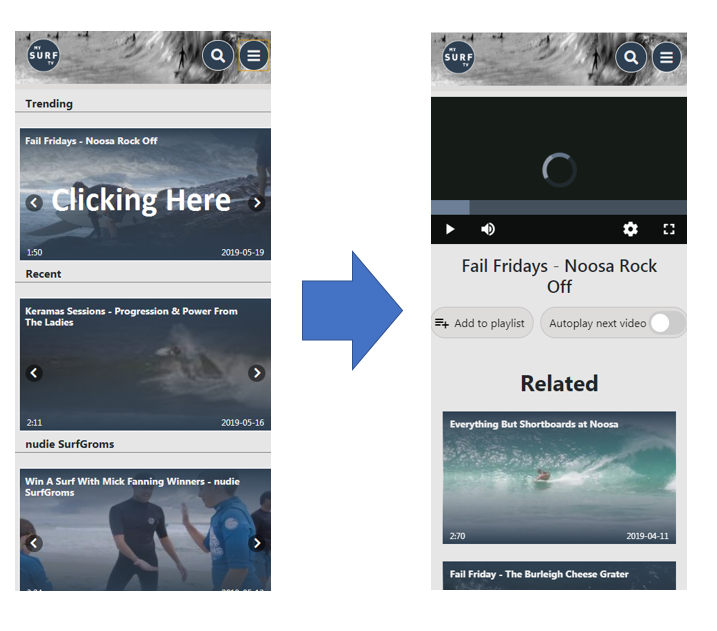 MY
SURF
TV
Trending
Fail Fridays - Noosa Rock Off
Clicking Here
1:50
2019-05-19
Recent
Keramas Sessions - Progression & Power From
The Ladies
2:11
2019-05-16
nudie SurfGroms
Win A Surf With Mick Fanning Winners - nudie
SurfGroms
MY
SURF
TV
Fail Fridays - Noosa Rock
Off
Add to playlist
Autoplay next video
Related
Everything But Shortboards at Noosa
2:70
2019-04-11
Fail Friday - The Burleigh Cheese Grater